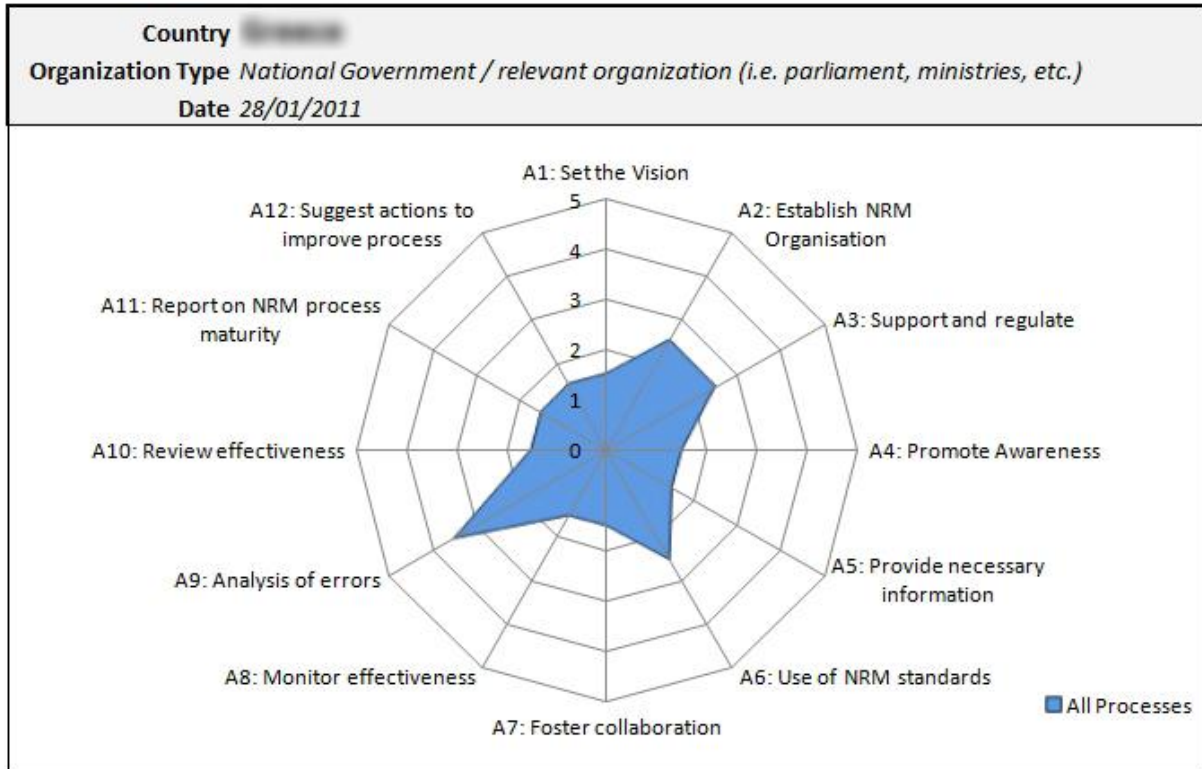 Country
Organization Type National Government / relevant organization (i.e. parliament, ministries, etc.)
Date 28/01/2011
A1: Set the Vision
A2: Establish NRM
Organisation
A3: Support and regulate
A4: Promote Awareness
A5: Provide necessary
information
A6: Use of NRM standards
A7: Foster collaboration
A8: Monitor effectiveness
A9: Analysis of errors
A10: Review effectiveness
A11: Report on NRM process
maturity
A12: Suggest actions to
improve process
5
4
3
2
1
0
All Processes